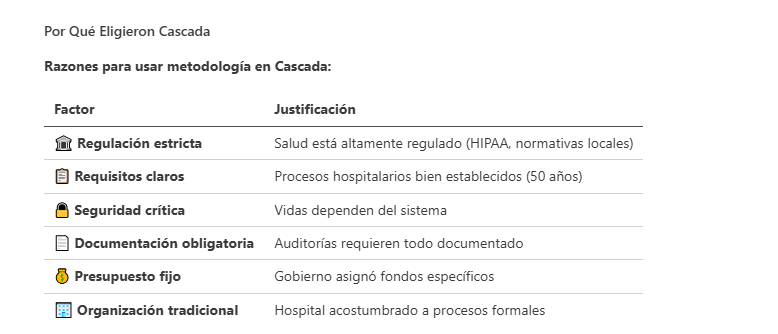 Por Qué Eligieron Cascada
Razones para usar metodología en Cascada:
Factor Justificación
Regulación estricta Salud está altamente regulado (HIPAA, normativas locales)
Requisitos claros Procesos hospitalarios bien establecidos (50 años)
Seguridad crítica Vidas dependen del sistema
Documentación obligatoria Auditorías requieren todo documentado
Presupuesto fijo Gobierno asignó fondos específicos
Organización tradicional Hospital acostumbrado a procesos formales